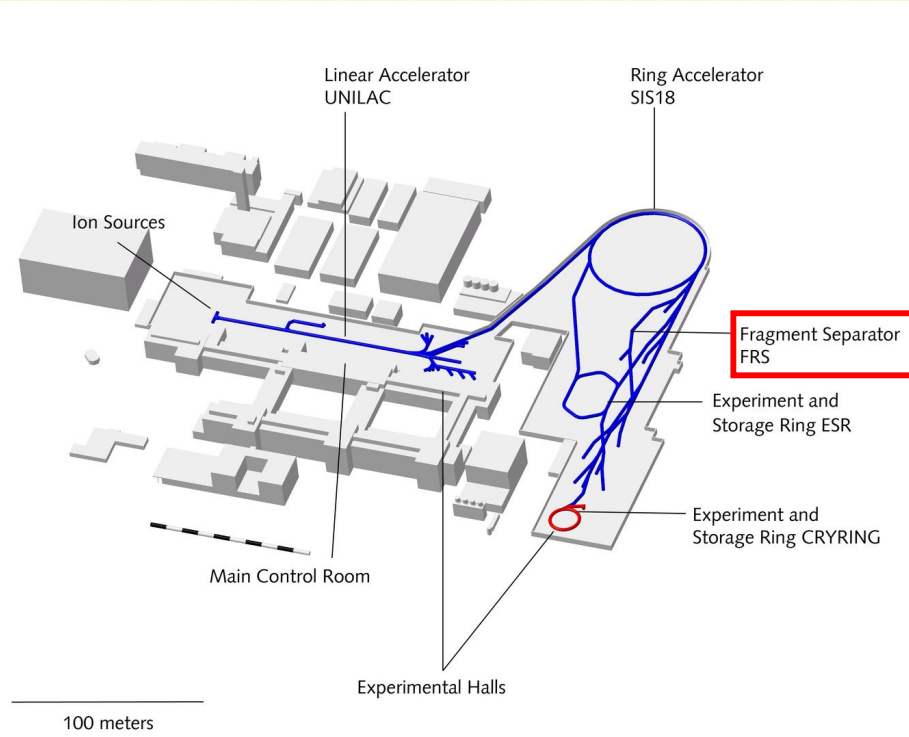 Linear Accelerator
UNILAC
Ring Accelerator
SIS18
Ion Sources
Fragment Separator
FRS
Experiment and
Storage Ring ESR
Experiment and
Storage Ring CRYRING
Main Control Room
Experimental Halls
100 meters